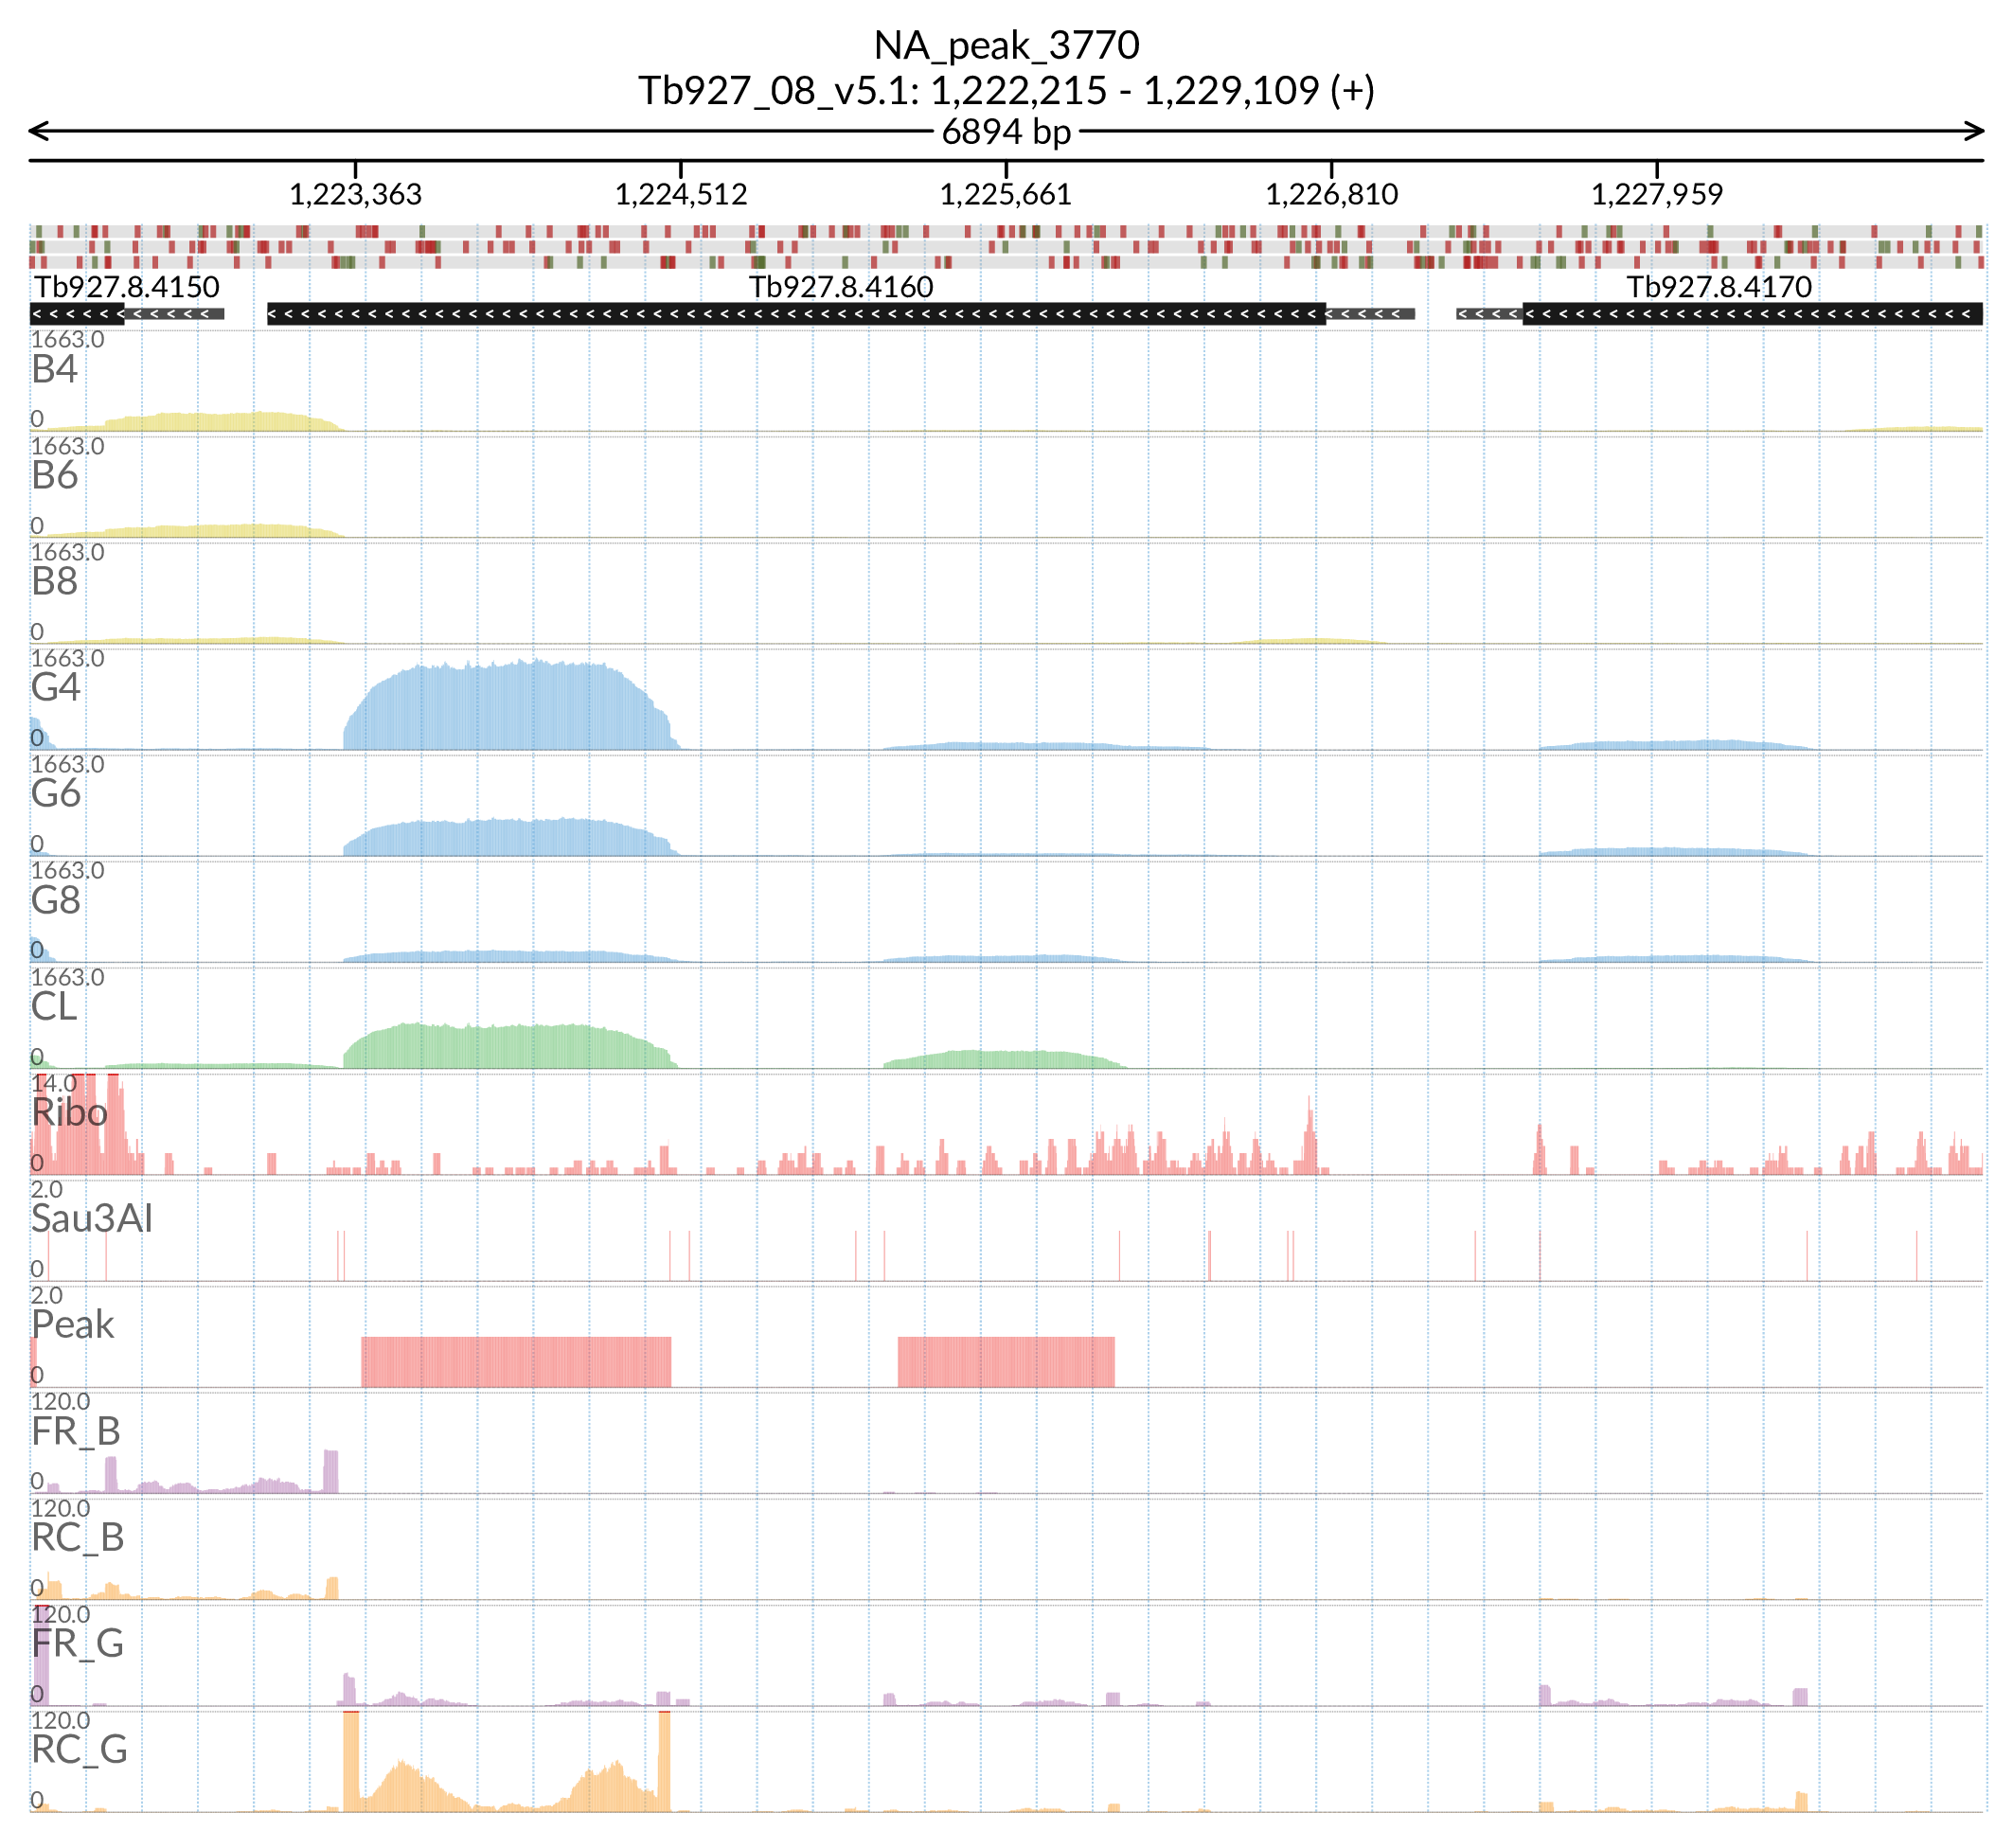 NA_peak_3770
Tb927_08_v5.1: 1,222,215 - 1,229,109 (+)
6894 bp
1,223,363 1,224,512 1,225,661 1,226,810 1,227,959
Tb927.8.4150 Tb927.8.4160 Tb927.8.4170
1663.0
B4
0
1663.0
B6
0
1663.0
B8
0
1663.0
G4
0
1663.0
G6
0
1663.0
G8
0
1663.0
CL
0
14.0
Ribo
0
2.0
Sau3AI
0
2.0
Peak
0
120.0
FR_B
0
120.0
RC_B
0
120.0
FR_G
0
120.0
RC_G
0